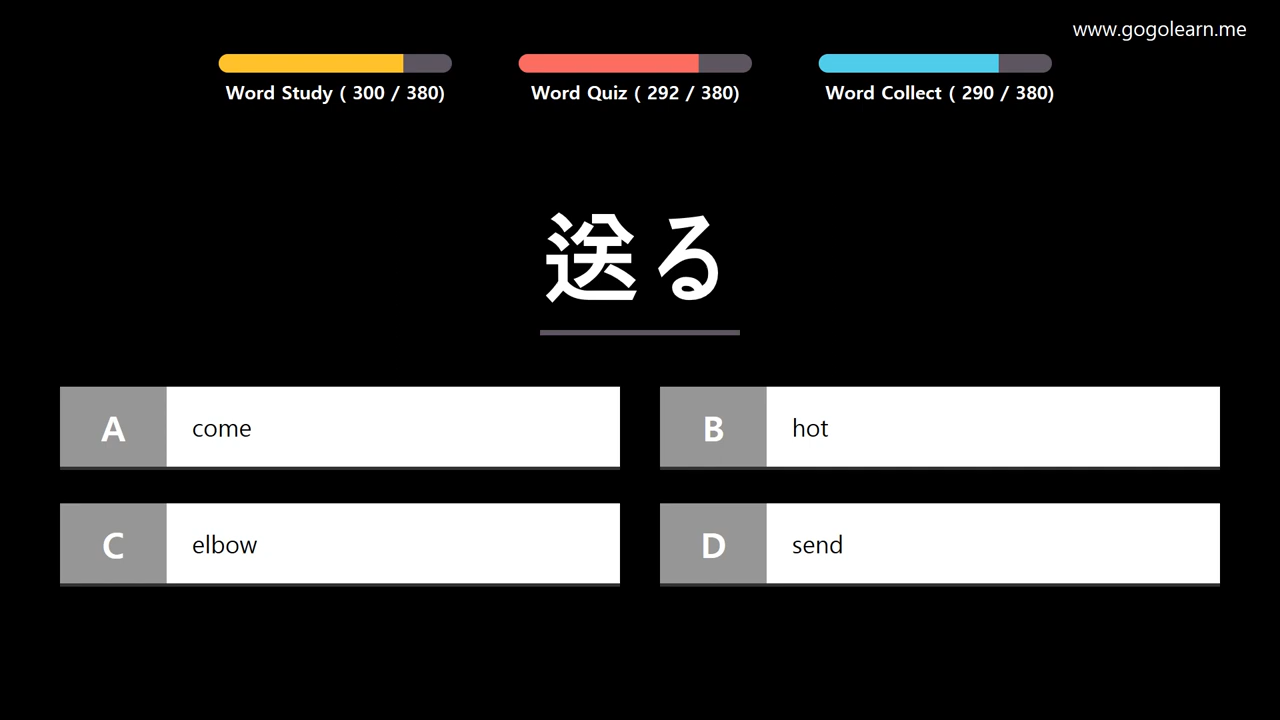 www.gogolearn.me
Word Study ( 300 / 380)
Word Quiz ( 292 / 380)
Word Collect ( 290 / 380)
送る
A come
B hot
C elbow
D send